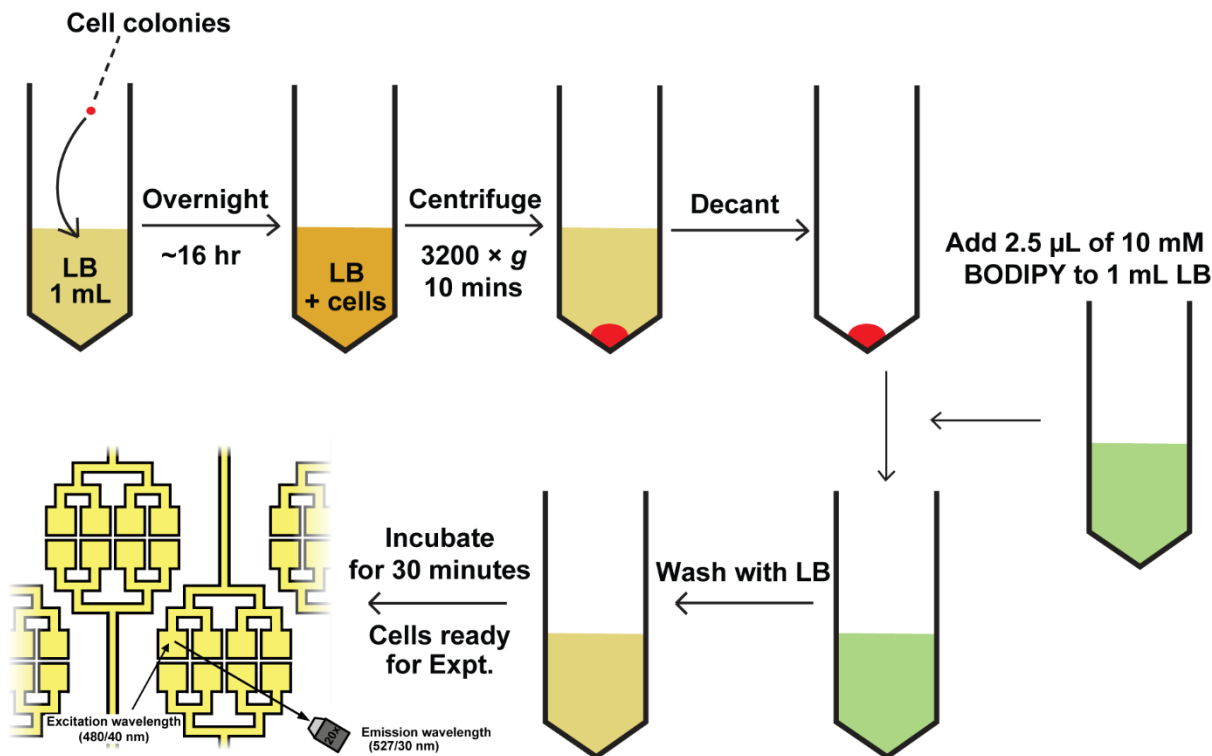 Cell colonies
LB
1 mL
Overnight
~16 hr
LB
+ cells
Centrifuge
3200 × g
10 mins
Decant
Add 2.5 µL of 10 mM
BODIPY to 1 mL LB
Wash with LB
Incubate
for 30 minutes
Cells ready
for Expt.
Excitation wavelength
(480/40 nm)
20x
Emission wavelength
(527/30 nm)